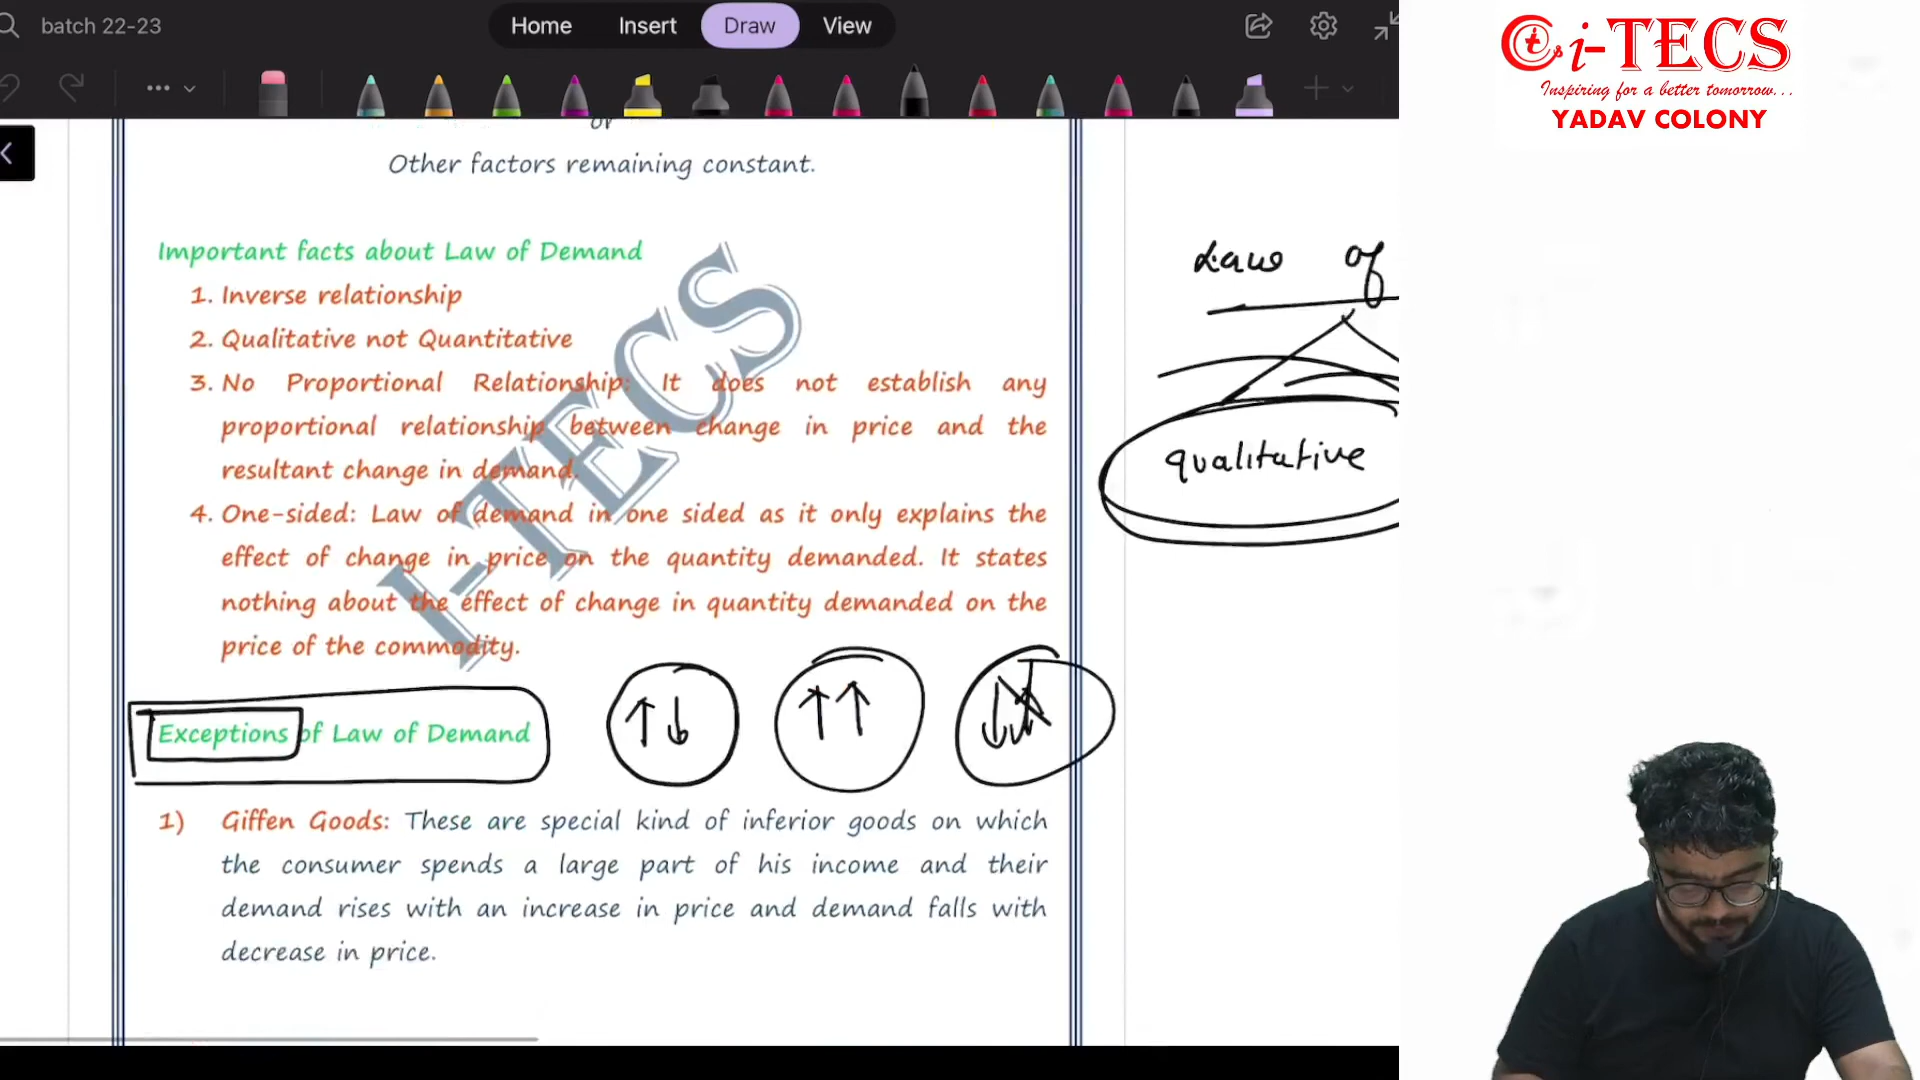 batch 22-23
Home Insert Draw View
i-TECS
Inspiring for a better tomorrow...
YADAV COLONY
or
Other factors remaining constant.
Important facts about Law of Demand
1. Inverse relationship
2. Qualitative not Quantitative
3. No Proportional Relationship: It does not establish any
proportional relationship between change in price and the
resultant change in demand.
4. One-sided: Law of demand in one sided as it only explains the
effect of change in price on the quantity demanded. It states
nothing about the effect of change in quantity demanded on the
price of the commodity.
Exceptions of Law of Demand
1) Giffen Goods: These are special kind of inferior goods on which
the consumer spends a large part of his income and their
demand rises with an increase in price and demand falls with
decrease in price.
I-TECS
Law of
qualitative